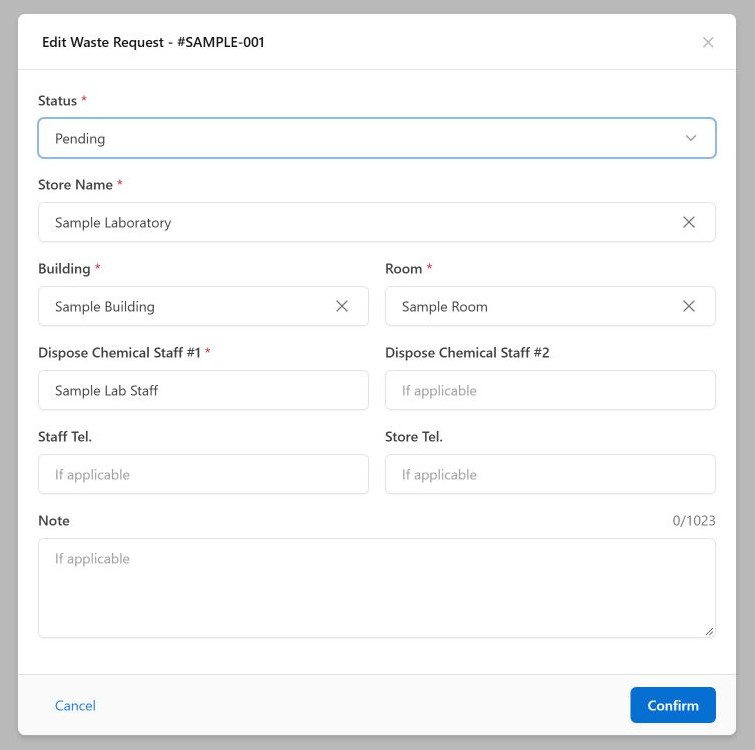 Edit Waste Request - #SAMPLE-001
Status *
Pending
Store Name *
Sample Laboratory
Building *
Room *
Sample Building
Sample Room
Dispose Chemical Staff #1 *
Dispose Chemical Staff #2
Sample Lab Staff
If applicable
Staff Tel.
Store Tel.
If applicable
If applicable
Note
0/1023
If applicable
Cancel
Confirm